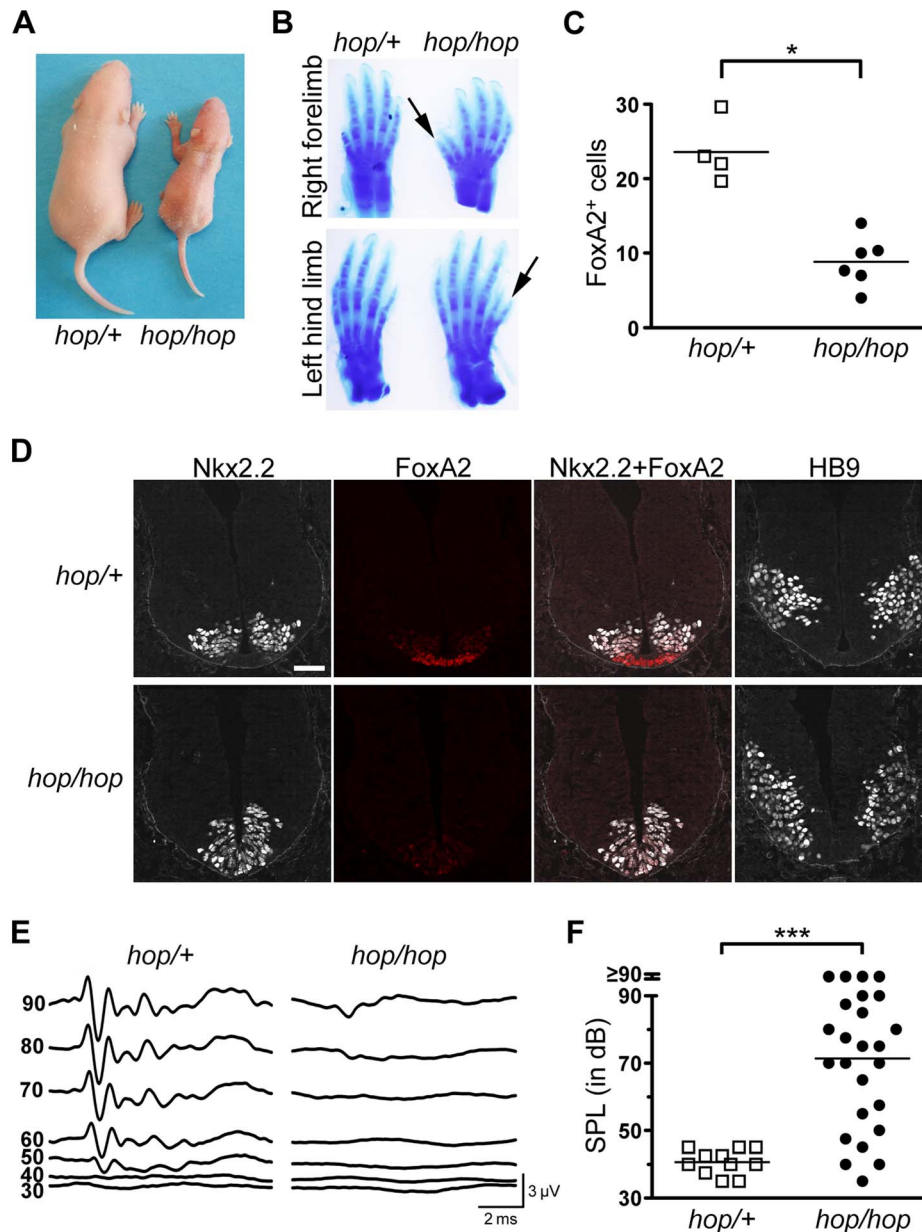 A
hop/+ hop/hop
B
hop/+ hop/hop
Right forelimb
Left hind limb
C
*
30
20
10
0
FoxA2⁺ cells
hop/+ hop/hop
D
Nkx2.2 FoxA2 Nkx2.2+FoxA2 HB9
hop/+
hop/hop
E
hop/+ hop/hop
90
80
70
60
50
40
30
3 µV
2 ms
F
***
≥90
90
70
50
30
SPL (in dB)
hop/+ hop/hop